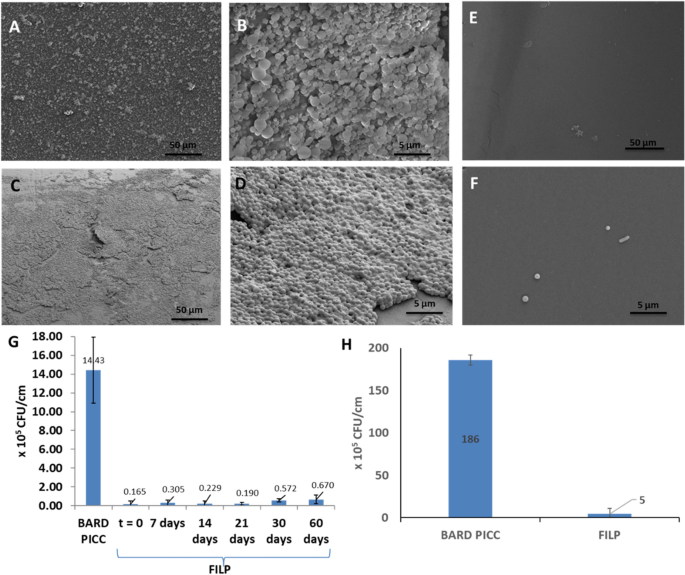 A
50 μm
B
5 μm
E
50 μm
C
50 μm
D
5 μm
F
5 μm
G
x 10⁵ CFU/cm
18.00
16.00
14.00
12.00
10.00
8.00
6.00
4.00
2.00
0.00
14.43
0.165
0.305
0.229
0.190
0.572
0.670
BARD PICC
t = 0
7 days
14 days
21 days
30 days
60 days
FILP
H
x 10⁵ CFU/cm
200
150
100
50
0
186
5
BARD PICC
FILP